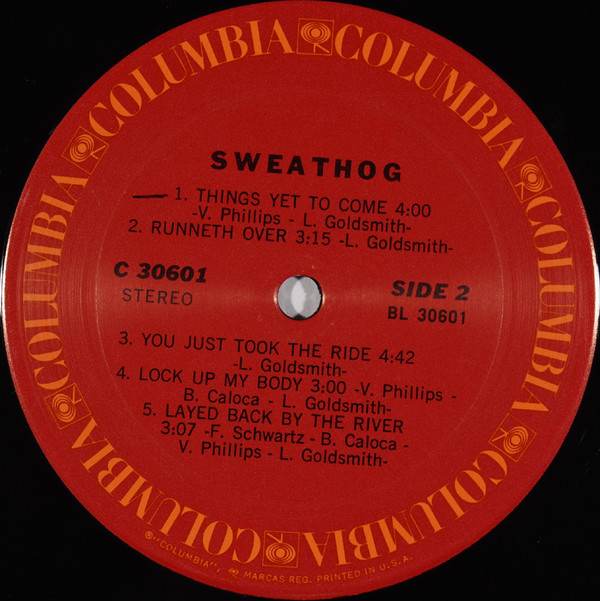 COLUMBIA COLUMBIA COLUMBIA COLUMBIA COLUMBIA COLUMBIA
SWEATHOG
1. THINGS YET TO COME 4:00
-V. Phillips - L. Goldsmith-
2. RUNNETH OVER 3:15 -L. Goldsmith-
C 30601
STEREO
SIDE 2
BL 30601
3. YOU JUST TOOK THE RIDE 4:42
-L. Goldsmith-
4. LOCK UP MY BODY 3:00 -V. Phillips -
B. Caloca - L. Goldsmith-
5. LAYED BACK BY THE RIVER
3:07 -F. Schwartz - B. Caloca -
V. Phillips - L. Goldsmith-
® "COLUMBIA", MARCAS REG. PRINTED IN U.S.A.